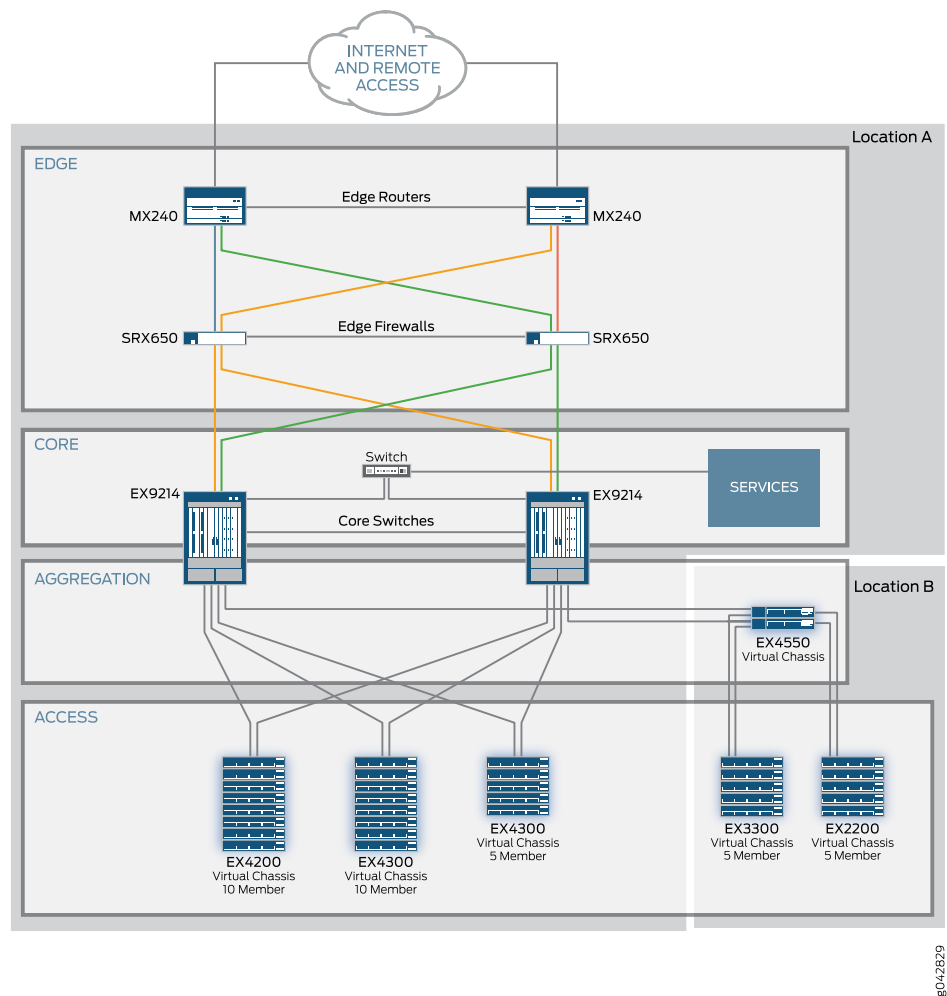 INTERNET
AND REMOTE
ACCESS
Location A
EDGE
Edge Routers
MX240
MX240
Edge Firewalls
SRX650
SRX650
CORE
Switch
EX9214
EX9214
SERVICES
Core Switches
AGGREGATION
Location B
EX4550
Virtual Chassis
ACCESS
EX4200
Virtual Chassis
10 Member
EX4300
Virtual Chassis
10 Member
EX4300
Virtual Chassis
5 Member
EX3300
Virtual Chassis
5 Member
EX2200
Virtual Chassis
5 Member
g042829